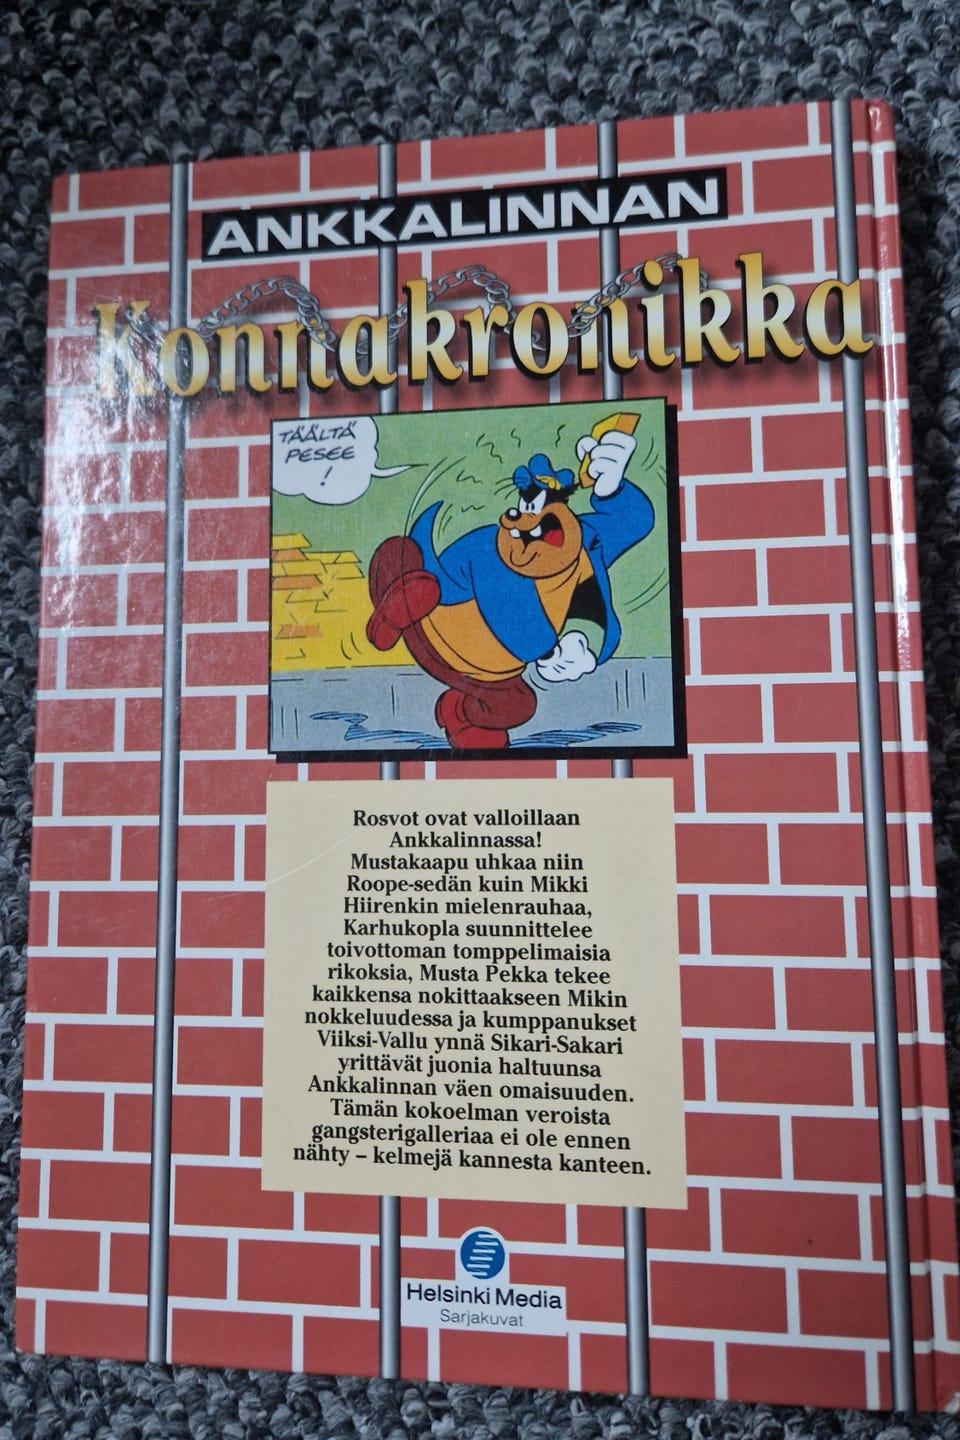 ANKKALINNAN
Konnakronikka
TÄÄLTÄ
PESEE
!
Rosvot ovat valloillaan
Ankkalinnassa!
Mustakaapu uhkaa niin
Roope-sedän kuin Mikki
Hiirenkin mielenrauhaa,
Karhukopla suunnittelee
toivottoman tomppelimaisia
rikoksia, Musta Pekka tekee
kaikkensa nokittaakseen Mikin
nokkeluudessa ja kumppanukset
Viiksi-Vallu ynnä Sikari-Sakari
yrittävät juonia haltuunsa
Ankkalinnan väen omaisuuden.
Tämän kokoelman veroista
gangsterigalleriaa ei ole ennen
nähty – kelmejä kannesta kanteen.
Helsinki Media
Sarjakuvat